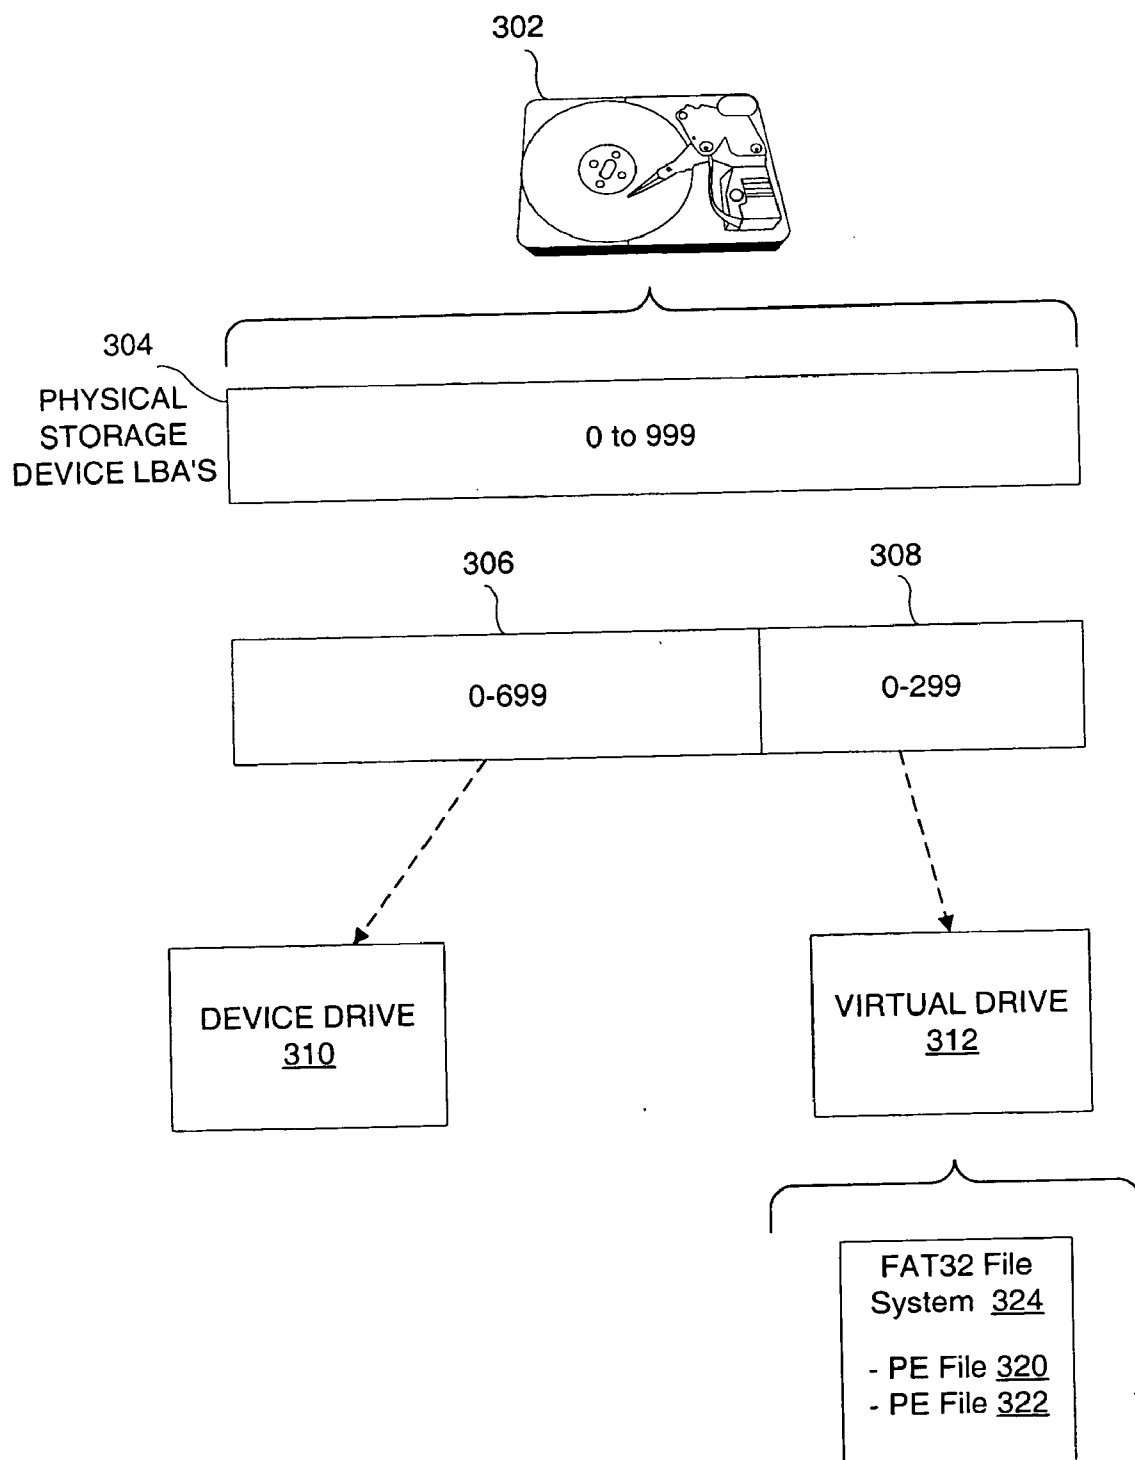 302
304
PHYSICAL
STORAGE
DEVICE LBA'S
0 to 999
306
308
0-699
0-299
DEVICE DRIVE
310
VIRTUAL DRIVE
312
FAT32 File
System 324
- PE File 320
- PE File 322